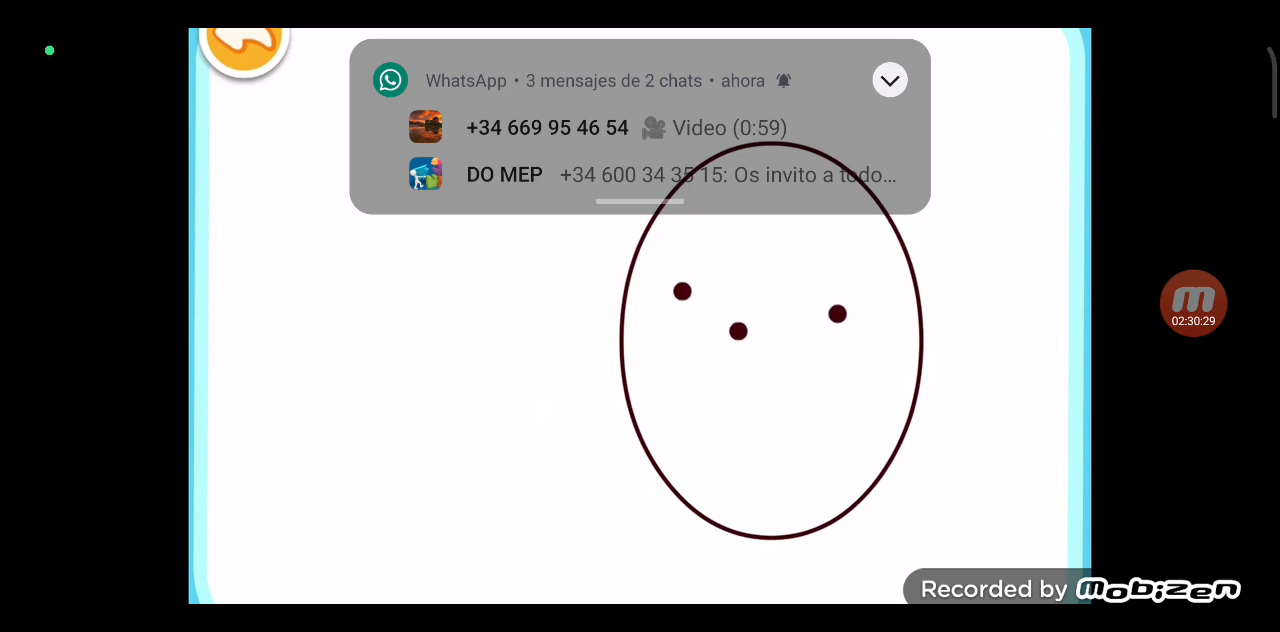 WhatsApp • 3 mensajes de 2 chats • ahora
+34 669 95 46 54 Video (0:59)
DO MEP +34 600 34 35 15: Os invito a todo...
02:30:29
Recorded by mobizen